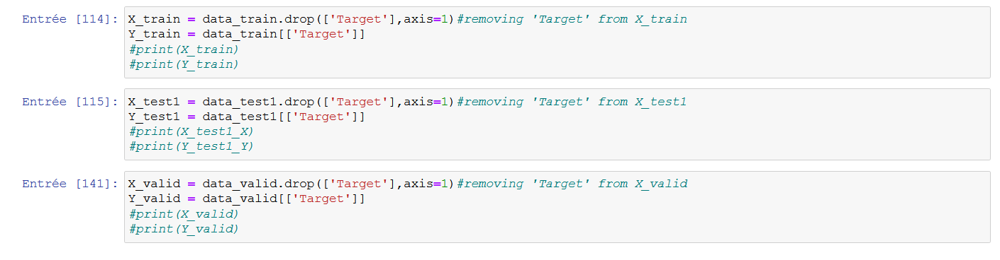 Entrée [114]: X_train = data_train.drop(['Target'],axis=1)#removing 'Target' from X_train
Y_train = data_train[['Target']]
#print(X_train)
#print(Y_train)
Entrée [115]: X_test1 = data_test1.drop(['Target'],axis=1)#removing 'Target' from X_test1
Y_test1 = data_test1[['Target']]
#print(X_test1_X)
#print(Y_test1_Y)
Entrée [141]: X_valid = data_valid.drop(['Target'],axis=1)#removing 'Target' from X_valid
Y_valid = data_valid[['Target']]
#print(X_valid)
#print(Y_valid)